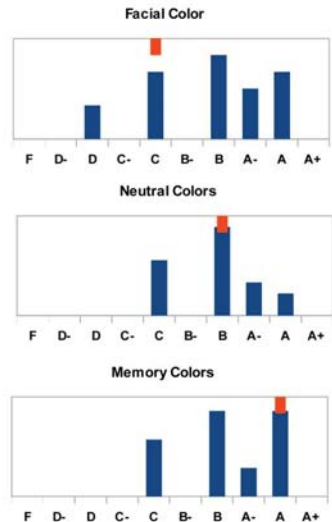 Facial Color
F D- D C- C B- B A- A A+
Neutral Colors
F D- D C- C B- B A- A A+
Memory Colors
F D- D C- C B- B A- A A+